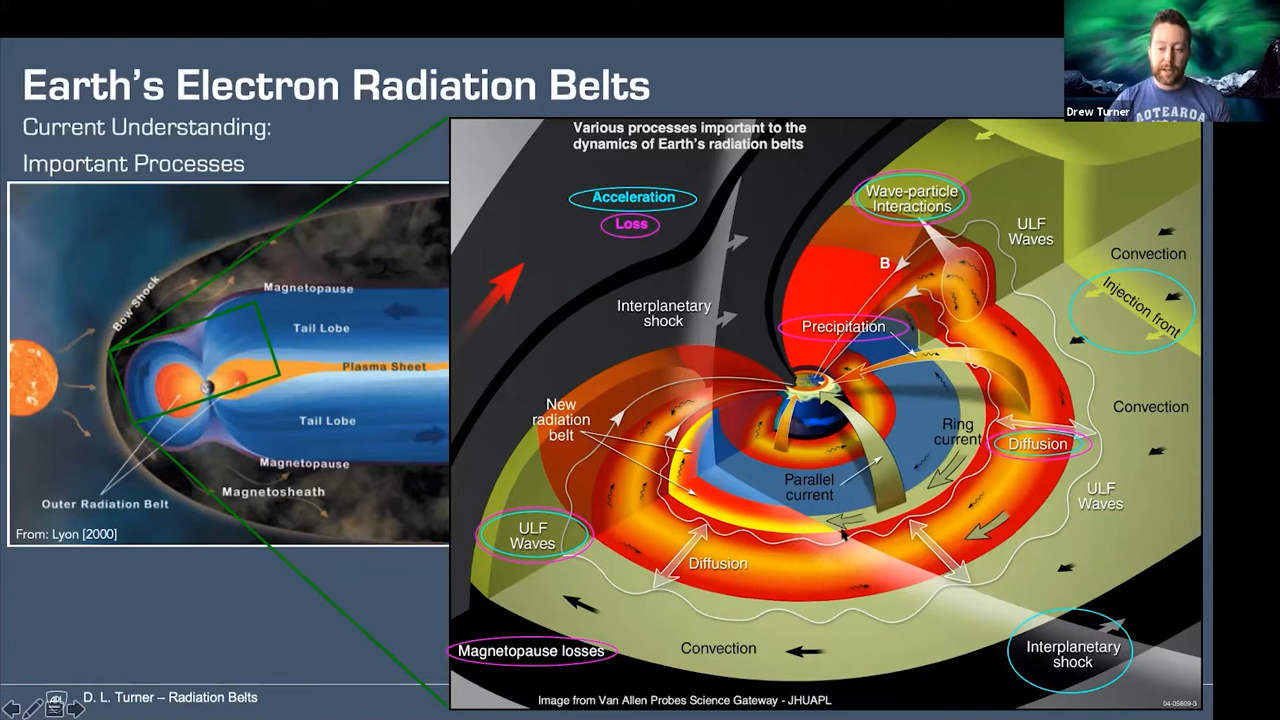 Earth's Electron Radiation Belts
Current Understanding:
Important Processes
Drew Turner
AOTEAROA
Bow Shock
Magnetopause
Tail Lobe
Plasma Sheet
Tail Lobe
Magnetopause
Magnetosheath
Outer Radiation Belt
From: Lyon [2000]
Various processes important to the
dynamics of Earth's radiation belts
Acceleration
Loss
Wave-particle
Interactions
ULF
Waves
Convection
B
Injection front
Interplanetary
shock
Precipitation
New
radiation
belt
Convection
Ring
current
Diffusion
Parallel
current
ULF
Waves
ULF
Waves
Diffusion
Magnetopause losses
Convection
Interplanetary
shock
D. L. Turner – Radiation Belts
Image from Van Allen Probes Science Gateway - JHUAPL
04-05809-3